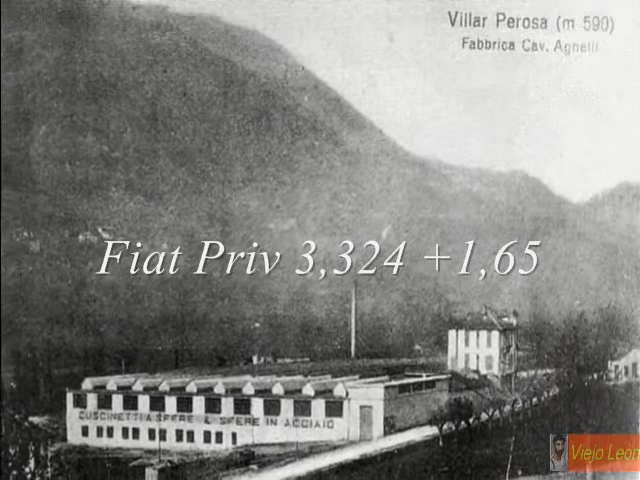 Villar Perosa (m 590)
Fabbrica Cav. Agnelli
Fiat Priv 3,324 +1,65
CUSCINETTI A SFERE & SFERE IN ACCIAIO
Viejo León